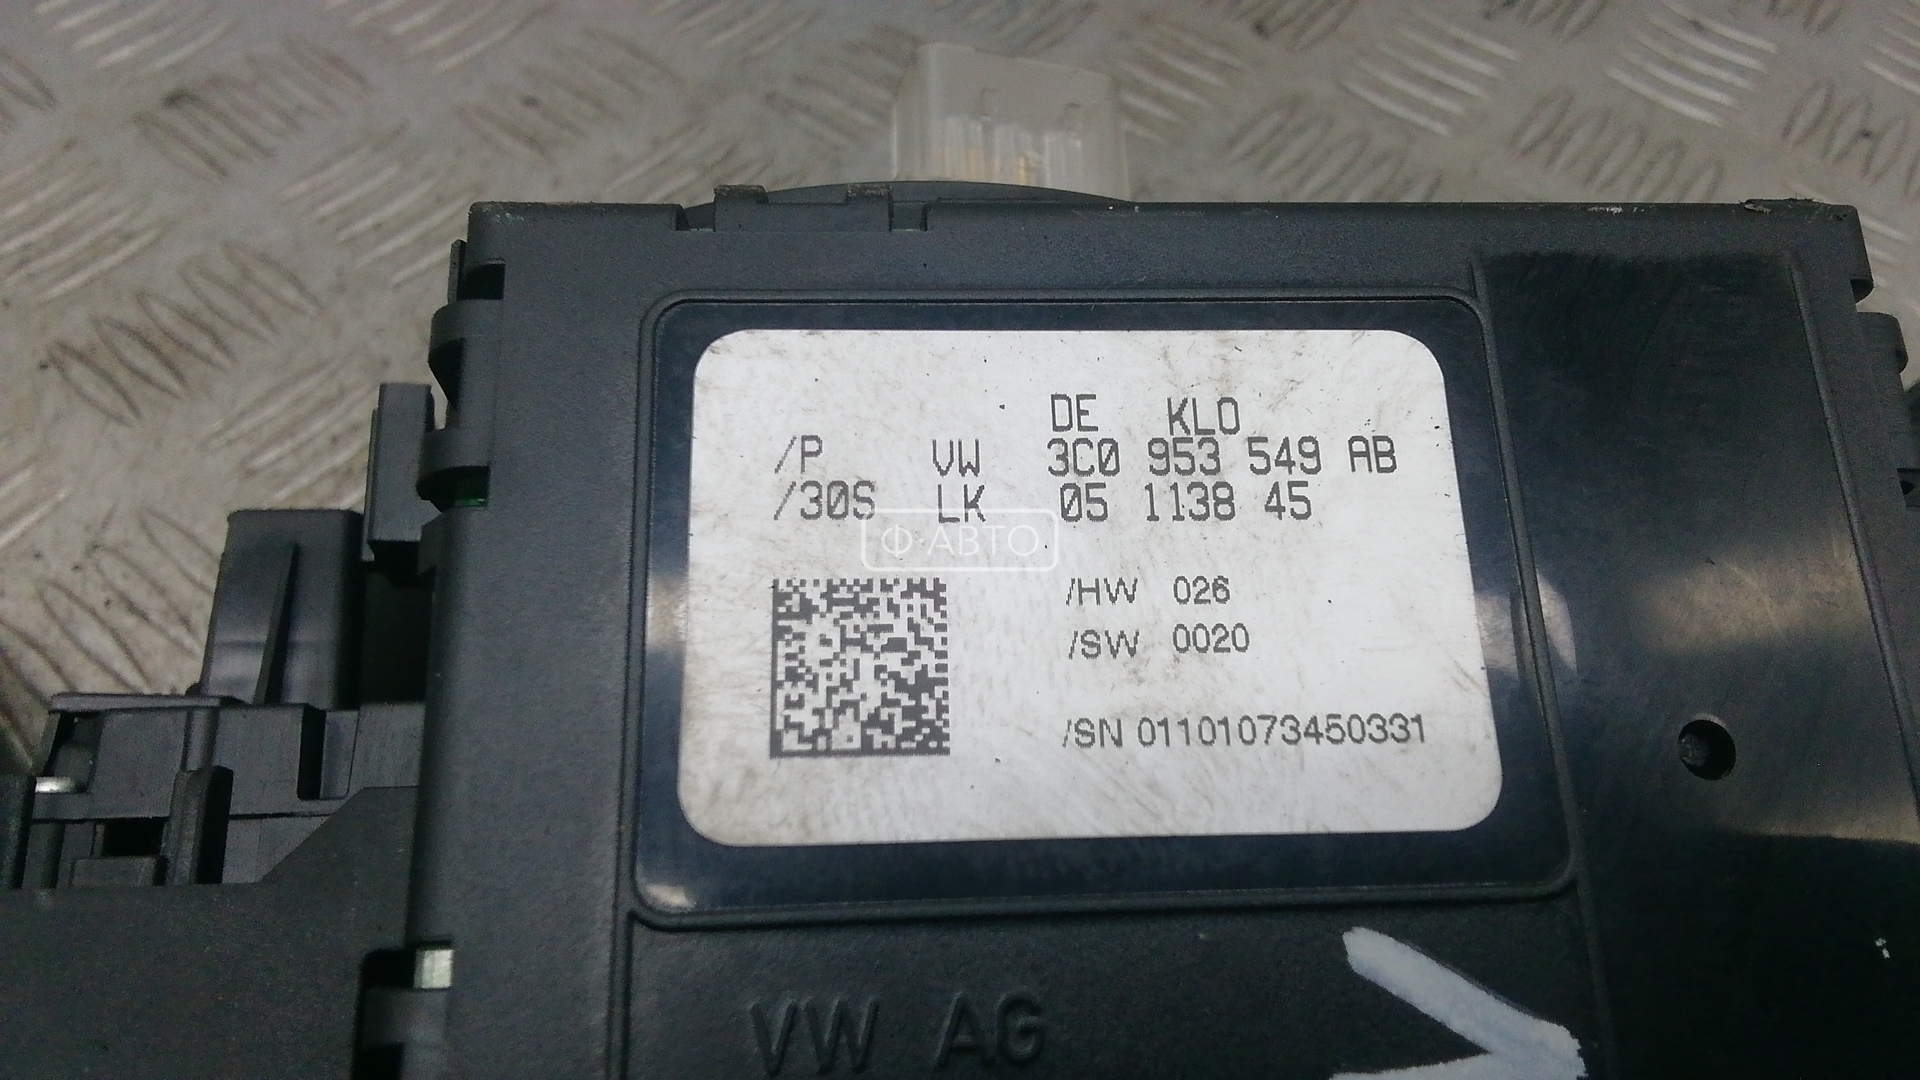 DE KLO
/P VW 3C0 953 549 AB
/30S LK 05 1138 45
Ф·АВТО
/HW 026
/SW 0020
/SN 01101073450331
VW AG